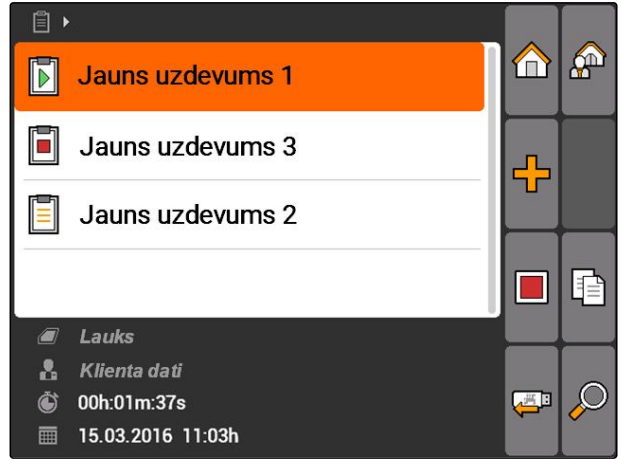 Jauns uzdevums 1
Jauns uzdevums 3
Jauns uzdevums 2
Lauks
Klienta dati
00h:01m:37s
15.03.2016 11:03h